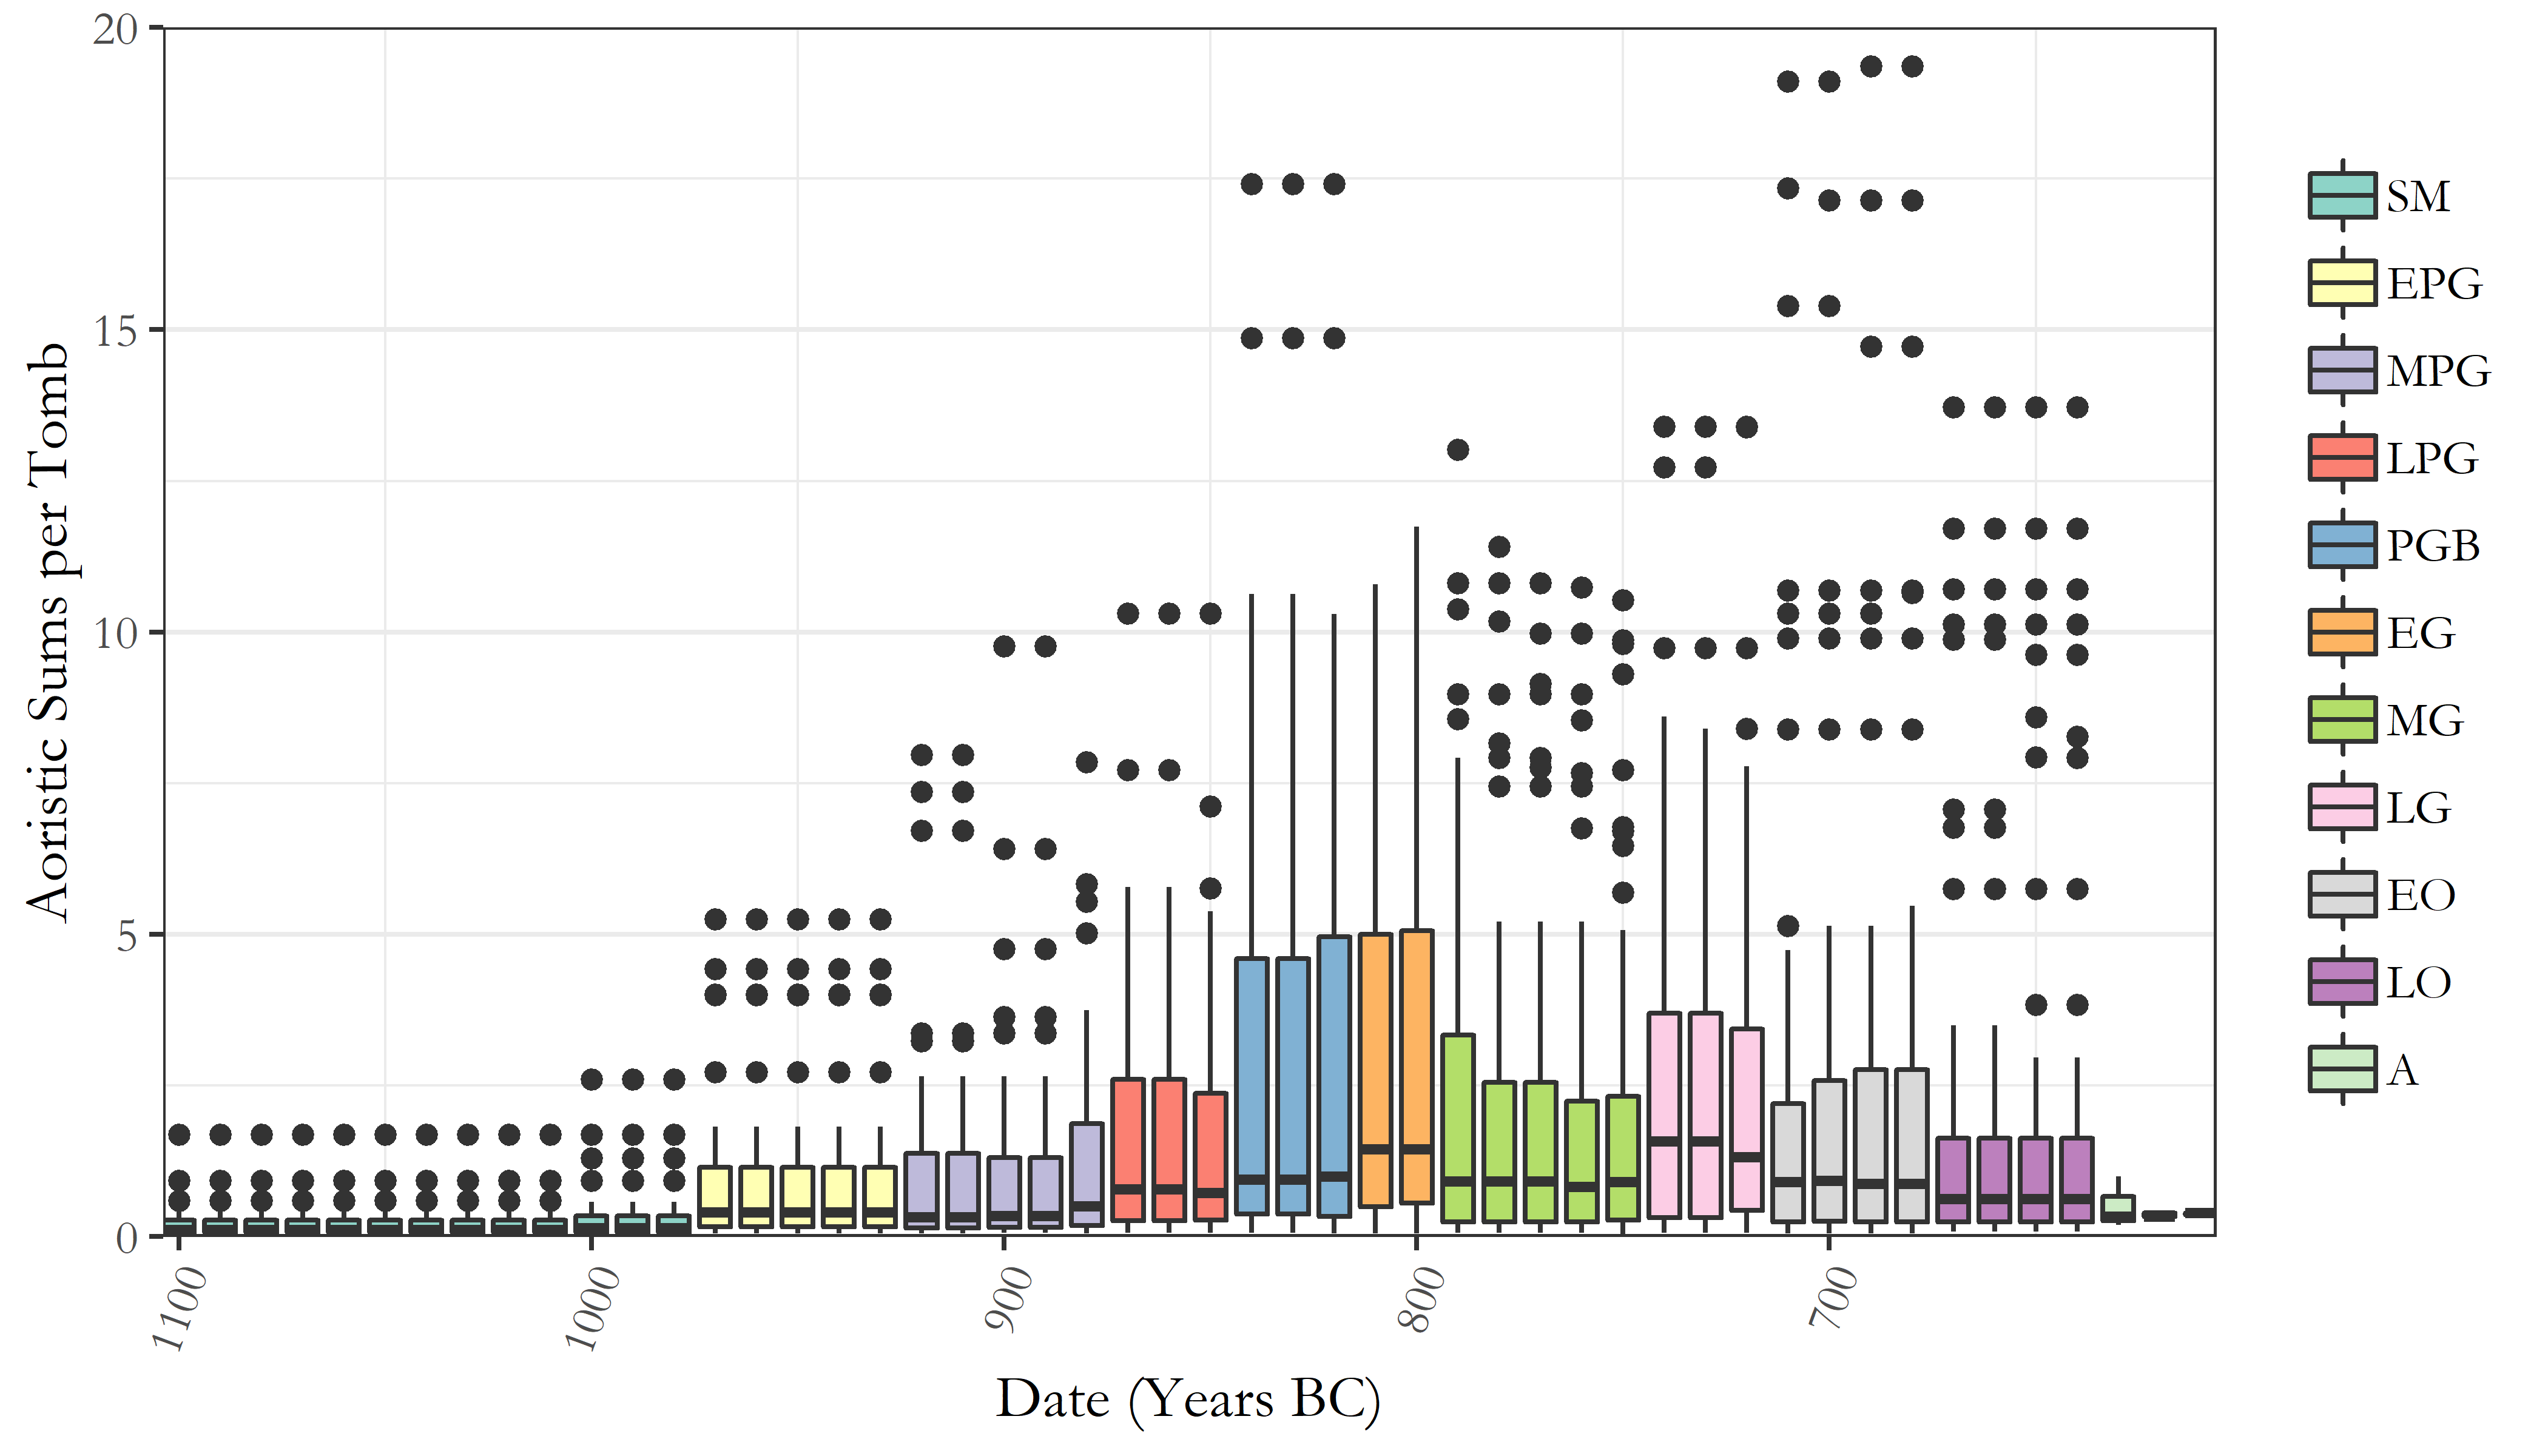 20
15
10
5
0
Aoristic Sums per Tomb
1100
1000
900
800
700
Date (Years BC)
SM
EPG
MPG
LPG
PGB
EG
MG
LG
EO
LO
A